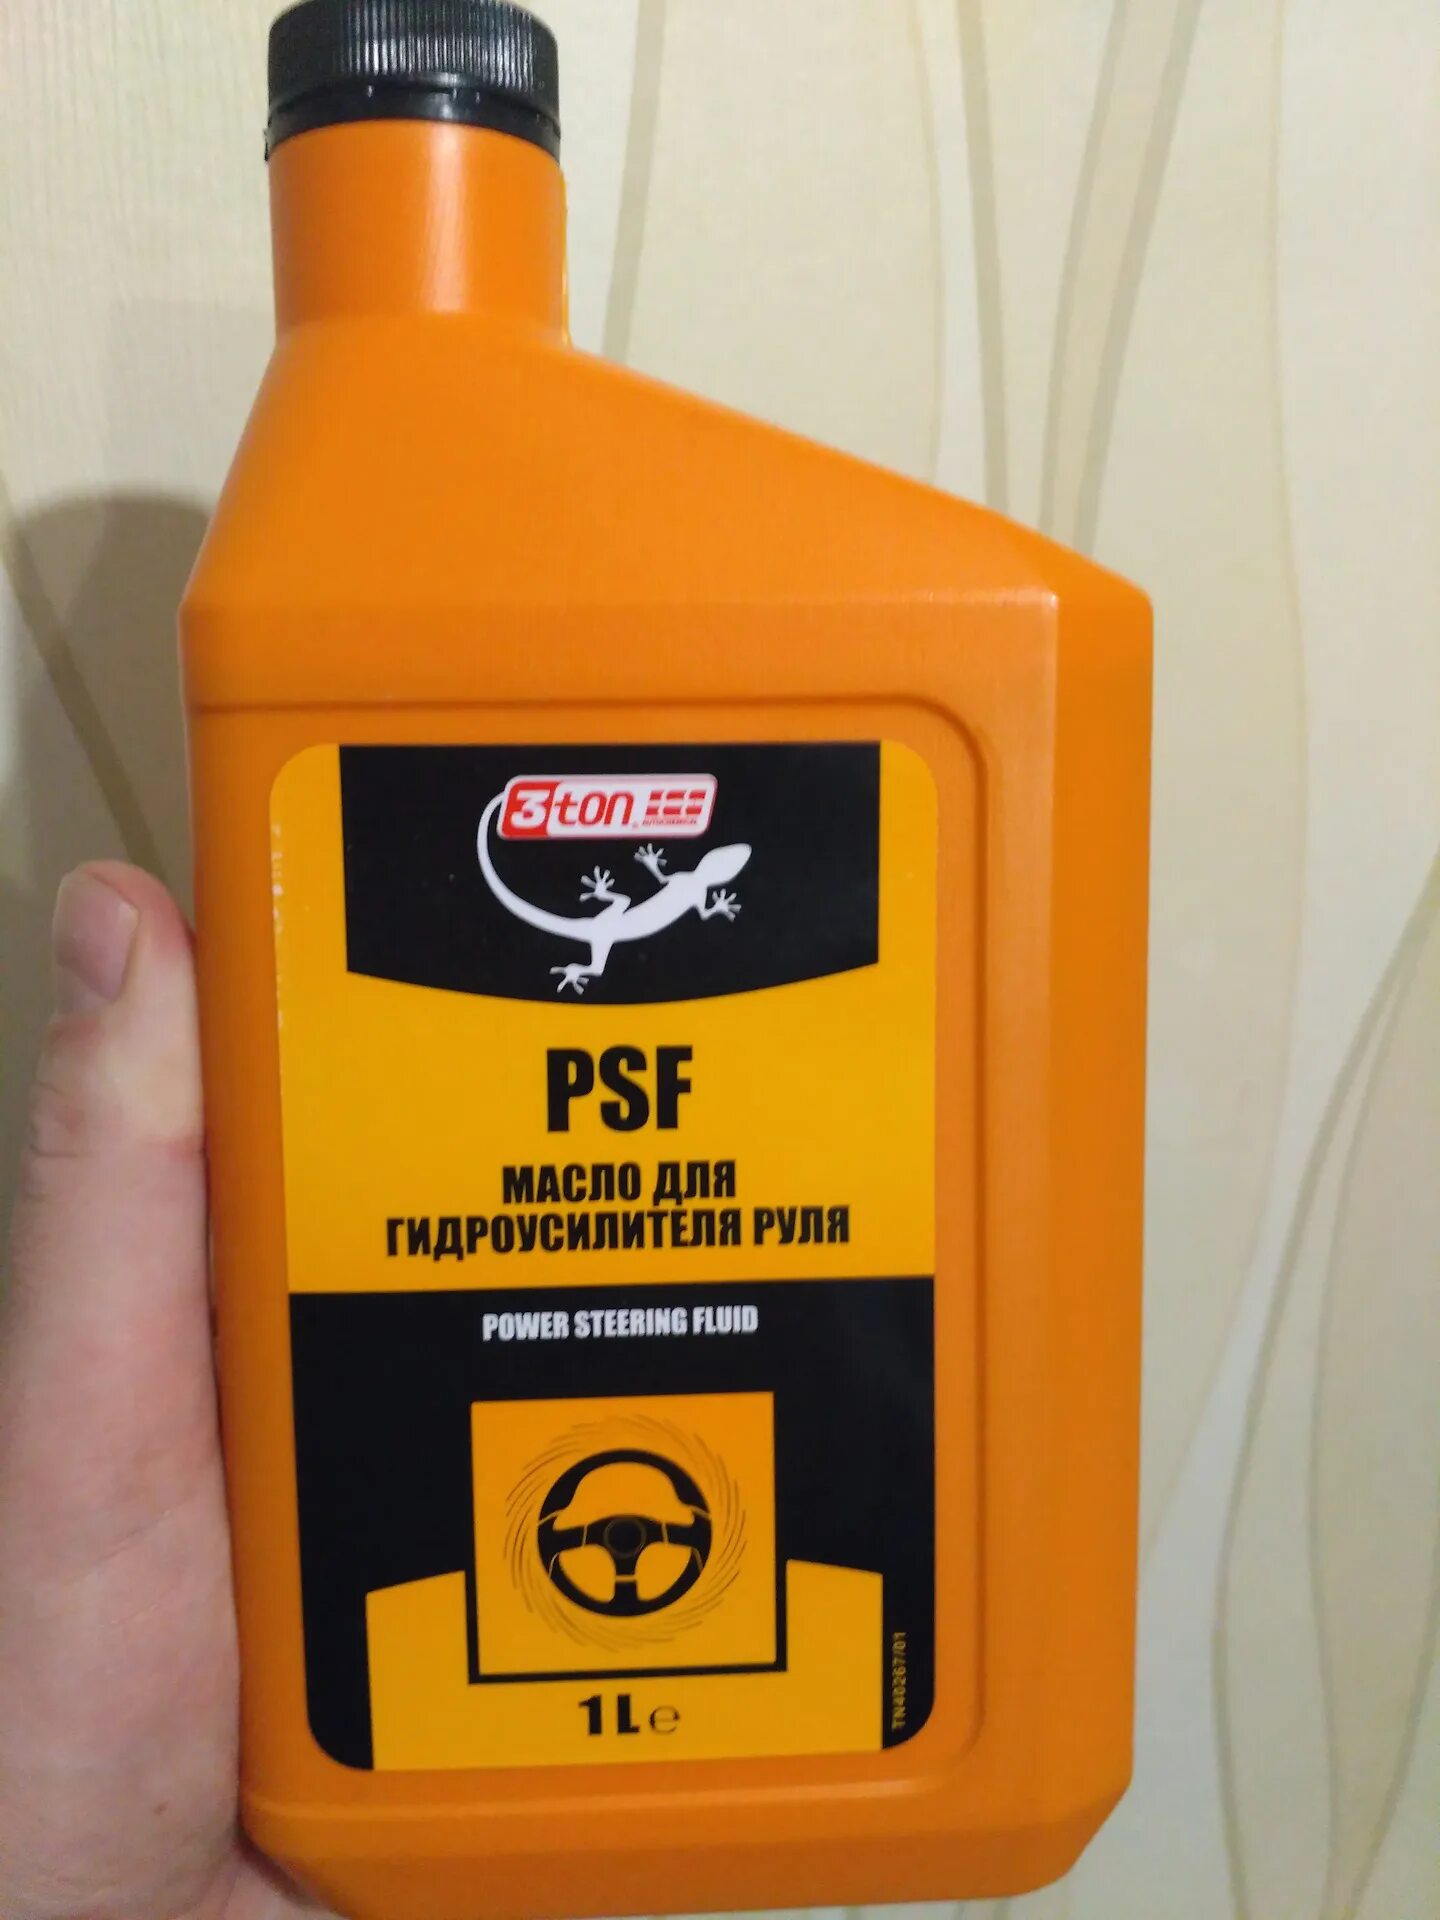 3ton
PSF
МАСЛО ДЛЯ
ГИДРОУСИЛИТЕЛЯ РУЛЯ
POWER STEERING FLUID
1L e
TN40267/01